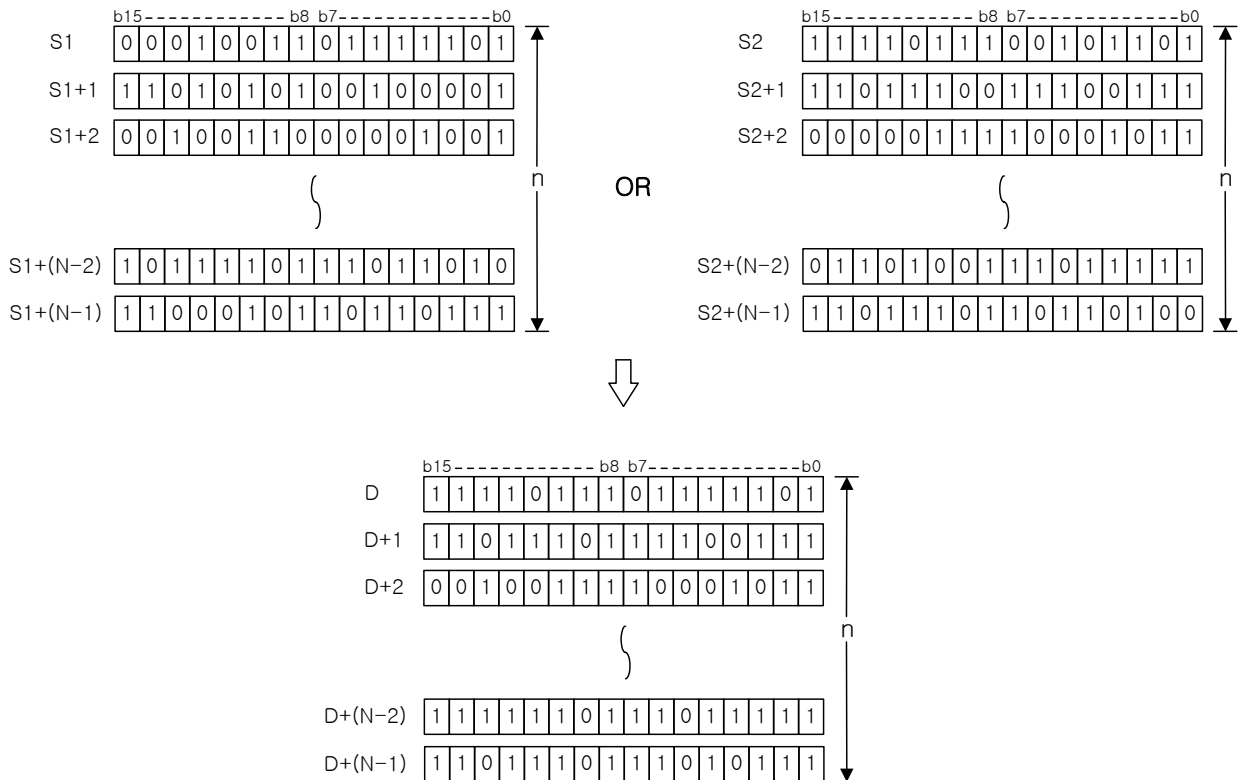 b15 b8 b7 b0
S1 0 0 0 1 0 0 1 1 0 1 1 1 1 1 0 1
S1+1 1 1 0 1 0 1 0 1 0 0 1 0 0 0 0 1
S1+2 0 0 1 0 0 1 1 0 0 0 0 0 1 0 0 1
S1+(N-2) 1 0 1 1 1 1 0 1 1 1 0 1 1 0 1 0
S1+(N-1) 1 1 0 0 0 1 0 1 1 0 1 1 0 1 1 1
n
OR
b15 b8 b7 b0
S2 1 1 1 1 0 1 1 1 0 0 1 0 1 1 0 1
S2+1 1 1 0 1 1 1 0 0 1 1 1 0 0 1 1 1
S2+2 0 0 0 0 0 1 1 1 1 0 0 0 1 0 1 1
S2+(N-2) 0 1 1 0 1 0 0 1 1 1 0 1 1 1 1 1
S2+(N-1) 1 1 0 1 1 1 0 1 1 0 1 1 0 1 0 0
n
b15 b8 b7 b0
D 1 1 1 1 0 1 1 1 0 1 1 1 1 1 0 1
D+1 1 1 0 1 1 1 0 1 1 1 1 0 0 1 1 1
D+2 0 0 1 0 0 1 1 1 1 0 0 0 1 0 1 1
D+(N-2) 1 1 1 1 1 1 0 1 1 1 0 1 1 1 1 1
D+(N-1) 1 1 0 1 1 1 0 1 1 1 0 1 0 1 1 1
n